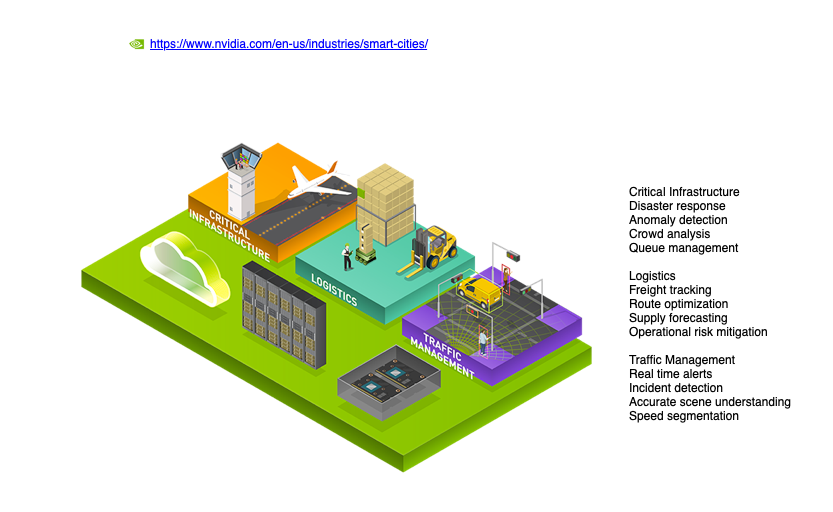 https://www.nvidia.com/en-us/industries/smart-cities/
CRITICAL
INFRASTRUCTURE
LOGISTICS
TRAFFIC
MANAGEMENT
Critical Infrastructure
Disaster response
Anomaly detection
Crowd analysis
Queue management
Logistics
Freight tracking
Route optimization
Supply forecasting
Operational risk mitigation
Traffic Management
Real time alerts
Incident detection
Accurate scene understanding
Speed segmentation